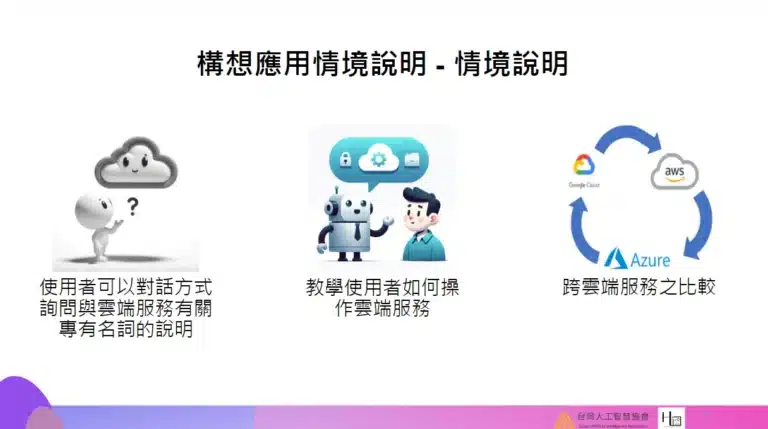 構想應用情境說明 - 情境說明
?
Google Cloud
aws
Azure
使用者可以對話方式
詢問與雲端服務有關
專有名詞的說明
教學使用者如何操
作雲端服務
跨雲端服務之比較
台灣人工智慧協會